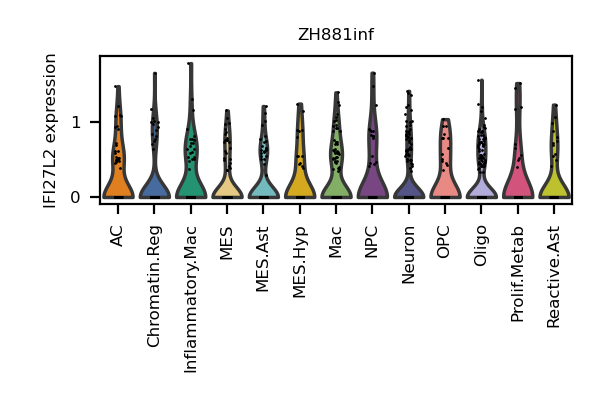 ZH881inf
IFI27L2 expression
1
0
AC
Chromatin.Reg
Inflammatory.Mac
MES
MES.Ast
MES.Hyp
Mac
NPC
Neuron
OPC
Oligo
Prolif.Metab
Reactive.Ast